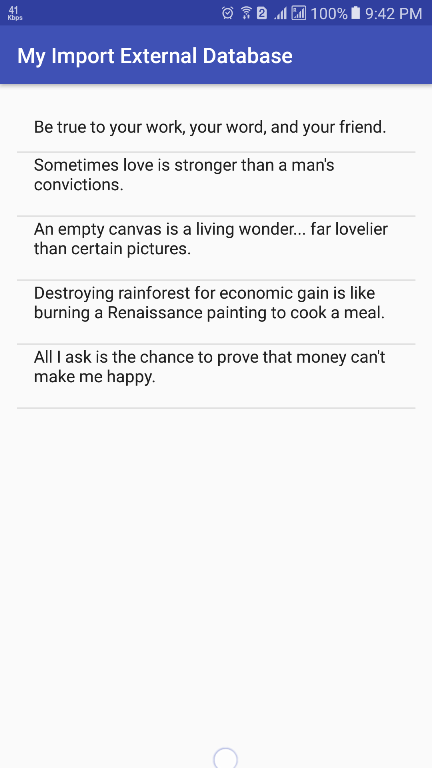 41
Kbps
2
100%
9:42 PM
My Import External Database
Be true to your work, your word, and your friend.
Sometimes love is stronger than a man's
convictions.
An empty canvas is a living wonder... far lovelier
than certain pictures.
Destroying rainforest for economic gain is like
burning a Renaissance painting to cook a meal.
All I ask is the chance to prove that money can't
make me happy.